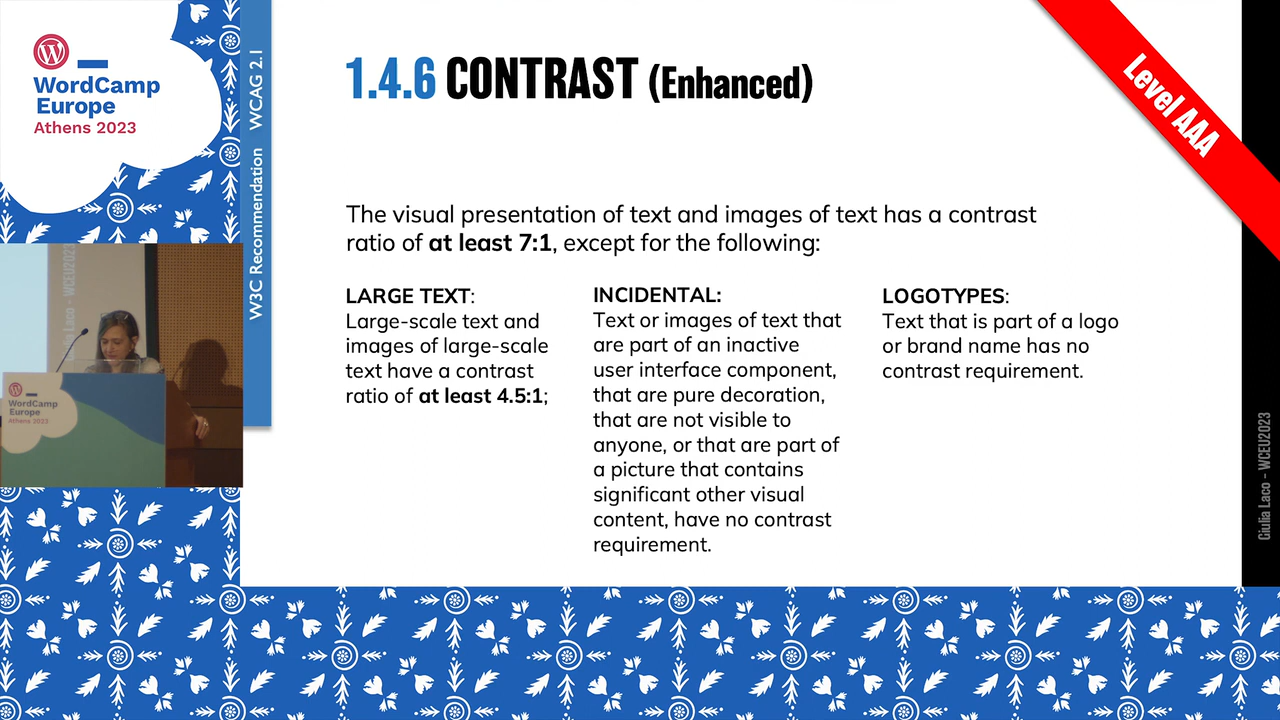 WordCamp
Europe
Athens 2023
W3C Recommendation WCAG 2.1
1.4.6 CONTRAST (Enhanced)
Level AAA
The visual presentation of text and images of text has a contrast
ratio of at least 7:1, except for the following:
LARGE TEXT:
Large-scale text and
images of large-scale
text have a contrast
ratio of at least 4.5:1;
INCIDENTAL:
Text or images of text that
are part of an inactive
user interface component,
that are pure decoration,
that are not visible to
anyone, or that are part of
a picture that contains
significant other visual
content, have no contrast
requirement.
LOGOTYPES:
Text that is part of a logo
or brand name has no
contrast requirement.
Giulia Laco - WCEU2023
Laco - WCEU2023
WordCamp
Europe
Athens 2023